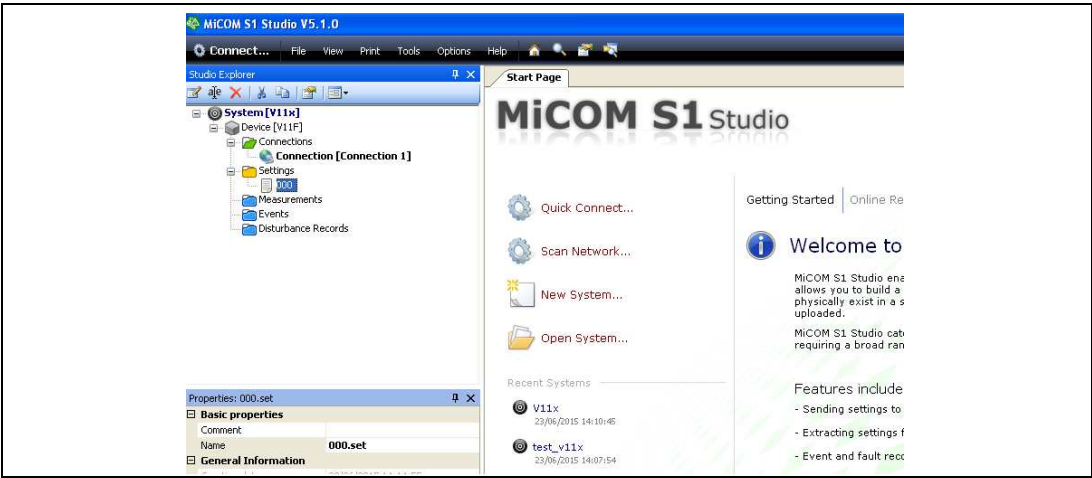 MiCOM S1 Studio V5.1.0
Connect... File View Print Tools Options Help
Studio Explorer
System [V11x]
Device [V11F]
Connections
Connection [Connection 1]
Settings
000
Measurements
Events
Disturbance Records
Properties: 000.set
Basic properties
Comment
Name 000.set
General Information
Start Page
MiCOM S1 Studio
Quick Connect...
Scan Network...
New System...
Open System...
Recent Systems
V11x
23/06/2015 14:10:45
test_v11x
23/06/2015 14:07:54
Getting Started Online Re
Welcome to
MiCOM S1 Studio ena
allows you to build a
physically exist in a s
uploaded.
MiCOM S1 Studio cat
requiring a broad ran
Features include
- Sending settings to
- Extracting settings f
- Event and fault reco